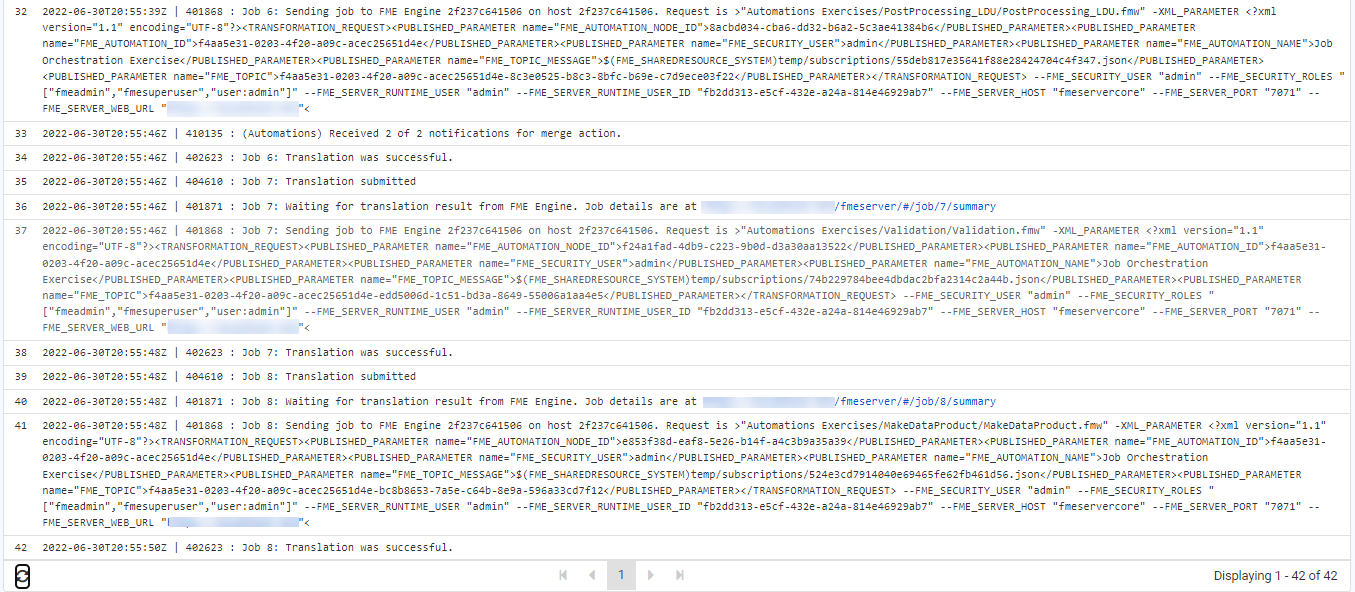 32 2022-06-30T20:55:39Z | 401868 : Job 6: Sending job to FME Engine 2f237c641506 on host 2f237c641506. Request is >"Automations Exercises/PostProcessing_LDU/PostProcessing_LDU.fmw" -XML_PARAMETER <?xml
version="1.1" encoding="UTF-8"?><TRANSFORMATION_REQUEST><PUBLISHED_PARAMETER name="FME_AUTOMATION_NODE_ID">8acbd034-cba6-dd32-b6a2-5c3ae41384b6</PUBLISHED_PARAMETER><PUBLISHED_PARAMETER
name="FME_AUTOMATION_ID">f4aa5e31-0203-4f20-a09c-acec25651d4e</PUBLISHED_PARAMETER><PUBLISHED_PARAMETER name="FME_SECURITY_USER">admin</PUBLISHED_PARAMETER><PUBLISHED_PARAMETER name="FME_AUTOMATION_NAME">Job
Orchestration Exercise</PUBLISHED_PARAMETER><PUBLISHED_PARAMETER name="FME_TOPIC_MESSAGE">$(FME_SHAREDRESOURCE_SYSTEM)temp/subscriptions/55deb817e35641f88e28424704c4f347.json</PUBLISHED_PARAMETER>
<PUBLISHED_PARAMETER name="FME_TOPIC">f4aa5e31-0203-4f20-a09c-acec25651d4e-8c3e0525-b8c3-8bfc-b69e-c7d9ece03f22</PUBLISHED_PARAMETER></TRANSFORMATION_REQUEST> --FME_SECURITY_USER "admin" --FME_SECURITY_ROLES "
["fmeadmin","fmesuperuser","user:admin"]" --FME_SERVER_RUNTIME_USER "admin" --FME_SERVER_RUNTIME_USER_ID "fb2dd313-e5cf-432e-a24a-814e46929ab7" --FME_SERVER_HOST "fmeservercore" --FME_SERVER_PORT "7071" --
FME_SERVER_WEB_URL " "<
33 2022-06-30T20:55:46Z | 410135 : (Automations) Received 2 of 2 notifications for merge action.
34 2022-06-30T20:55:46Z | 402623 : Job 6: Translation was successful.
35 2022-06-30T20:55:46Z | 404610 : Job 7: Translation submitted
36 2022-06-30T20:55:46Z | 401871 : Job 7: Waiting for translation result from FME Engine. Job details are at /fmeserver/#/job/7/summary
37 2022-06-30T20:55:46Z | 401868 : Job 7: Sending job to FME Engine 2f237c641506 on host 2f237c641506. Request is >"Automations Exercises/Validation/Validation.fmw" -XML_PARAMETER <?xml version="1.1"
encoding="UTF-8"?><TRANSFORMATION_REQUEST><PUBLISHED_PARAMETER name="FME_AUTOMATION_NODE_ID">f24a1fad-4db9-c223-9b0d-d3a30aa13522</PUBLISHED_PARAMETER><PUBLISHED_PARAMETER name="FME_AUTOMATION_ID">f4aa5e31-
0203-4f20-a09c-acec25651d4e</PUBLISHED_PARAMETER><PUBLISHED_PARAMETER name="FME_SECURITY_USER">admin</PUBLISHED_PARAMETER><PUBLISHED_PARAMETER name="FME_AUTOMATION_NAME">Job Orchestration
Exercise</PUBLISHED_PARAMETER><PUBLISHED_PARAMETER name="FME_TOPIC_MESSAGE">$(FME_SHAREDRESOURCE_SYSTEM)temp/subscriptions/74b229784bee4dbdac2bfa2314c2a44b.json</PUBLISHED_PARAMETER><PUBLISHED_PARAMETER
name="FME_TOPIC">f4aa5e31-0203-4f20-a09c-acec25651d4e-edd5006d-1c51-bd3a-8649-55006a1aa4e5</PUBLISHED_PARAMETER></TRANSFORMATION_REQUEST> --FME_SECURITY_USER "admin" --FME_SECURITY_ROLES "
["fmeadmin","fmesuperuser","user:admin"]" --FME_SERVER_RUNTIME_USER "admin" --FME_SERVER_RUNTIME_USER_ID "fb2dd313-e5cf-432e-a24a-814e46929ab7" --FME_SERVER_HOST "fmeservercore" --FME_SERVER_PORT "7071" --
FME_SERVER_WEB_URL " "<
38 2022-06-30T20:55:48Z | 402623 : Job 7: Translation was successful.
39 2022-06-30T20:55:48Z | 404610 : Job 8: Translation submitted
40 2022-06-30T20:55:48Z | 401871 : Job 8: Waiting for translation result from FME Engine. Job details are at /fmeserver/#/job/8/summary
41 2022-06-30T20:55:48Z | 401868 : Job 8: Sending job to FME Engine 2f237c641506 on host 2f237c641506. Request is >"Automations Exercises/MakeDataProduct/MakeDataProduct.fmw" -XML_PARAMETER <?xml version="1.1"
encoding="UTF-8"?><TRANSFORMATION_REQUEST><PUBLISHED_PARAMETER name="FME_AUTOMATION_NODE_ID">e853f38d-eaf8-5e26-b14f-a4c3b9a35a39</PUBLISHED_PARAMETER><PUBLISHED_PARAMETER name="FME_AUTOMATION_ID">f4aa5e31-
0203-4f20-a09c-acec25651d4e</PUBLISHED_PARAMETER><PUBLISHED_PARAMETER name="FME_SECURITY_USER">admin</PUBLISHED_PARAMETER><PUBLISHED_PARAMETER name="FME_AUTOMATION_NAME">Job Orchestration
Exercise</PUBLISHED_PARAMETER><PUBLISHED_PARAMETER name="FME_TOPIC_MESSAGE">$(FME_SHAREDRESOURCE_SYSTEM)temp/subscriptions/524e3cd7914040e69465fe62fb461d56.json</PUBLISHED_PARAMETER><PUBLISHED_PARAMETER
name="FME_TOPIC">f4aa5e31-0203-4f20-a09c-acec25651d4e-bc8b8653-7a5e-c64b-8e9a-596a33cd7f12</PUBLISHED_PARAMETER></TRANSFORMATION_REQUEST> --FME_SECURITY_USER "admin" --FME_SECURITY_ROLES "
["fmeadmin","fmesuperuser","user:admin"]" --FME_SERVER_RUNTIME_USER "admin" --FME_SERVER_RUNTIME_USER_ID "fb2dd313-e5cf-432e-a24a-814e46929ab7" --FME_SERVER_HOST "fmeservercore" --FME_SERVER_PORT "7071" --
FME_SERVER_WEB_URL " "<
42 2022-06-30T20:55:50Z | 402623 : Job 8: Translation was successful.
1
Displaying 1 - 42 of 42